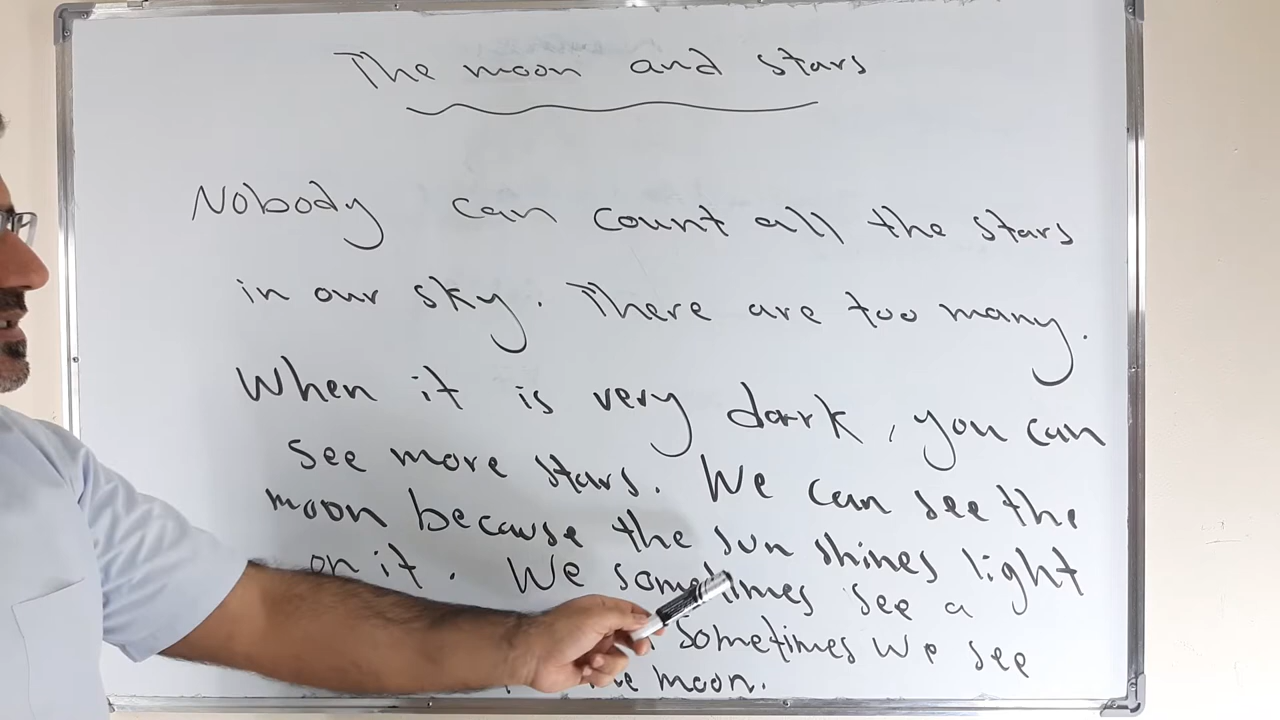 The moon and stars
Nobody can count all the stars
in our sky. There are too many.
When it is very dark, you can
see more stars. We can see the
moon because the sun shines light
on it. We sometimes see a
Sometimes we see
the moon.